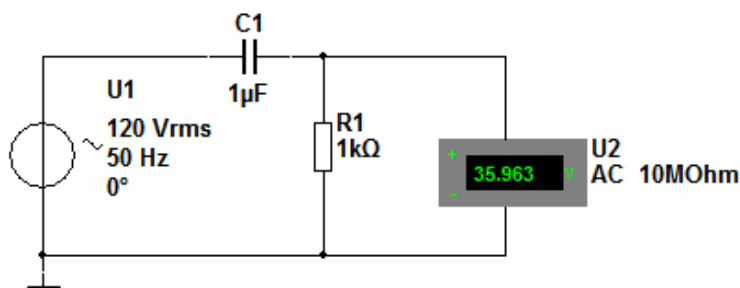 C1
1µF
U1
120 Vrms
50 Hz
0°
R1
1kΩ
+
35.963 V
-
U2
AC 10MOhm